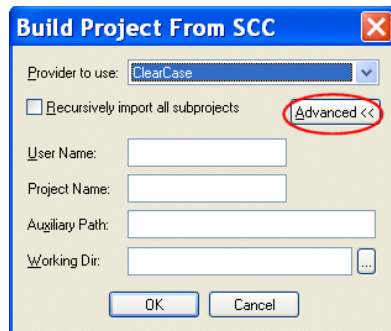 Build Project From SCC
Provider to use: ClearCase
Recursively import all subprojects
Advanced <<
User Name:
Project Name:
Auxiliary Path:
Working Dir:
...
OK Cancel